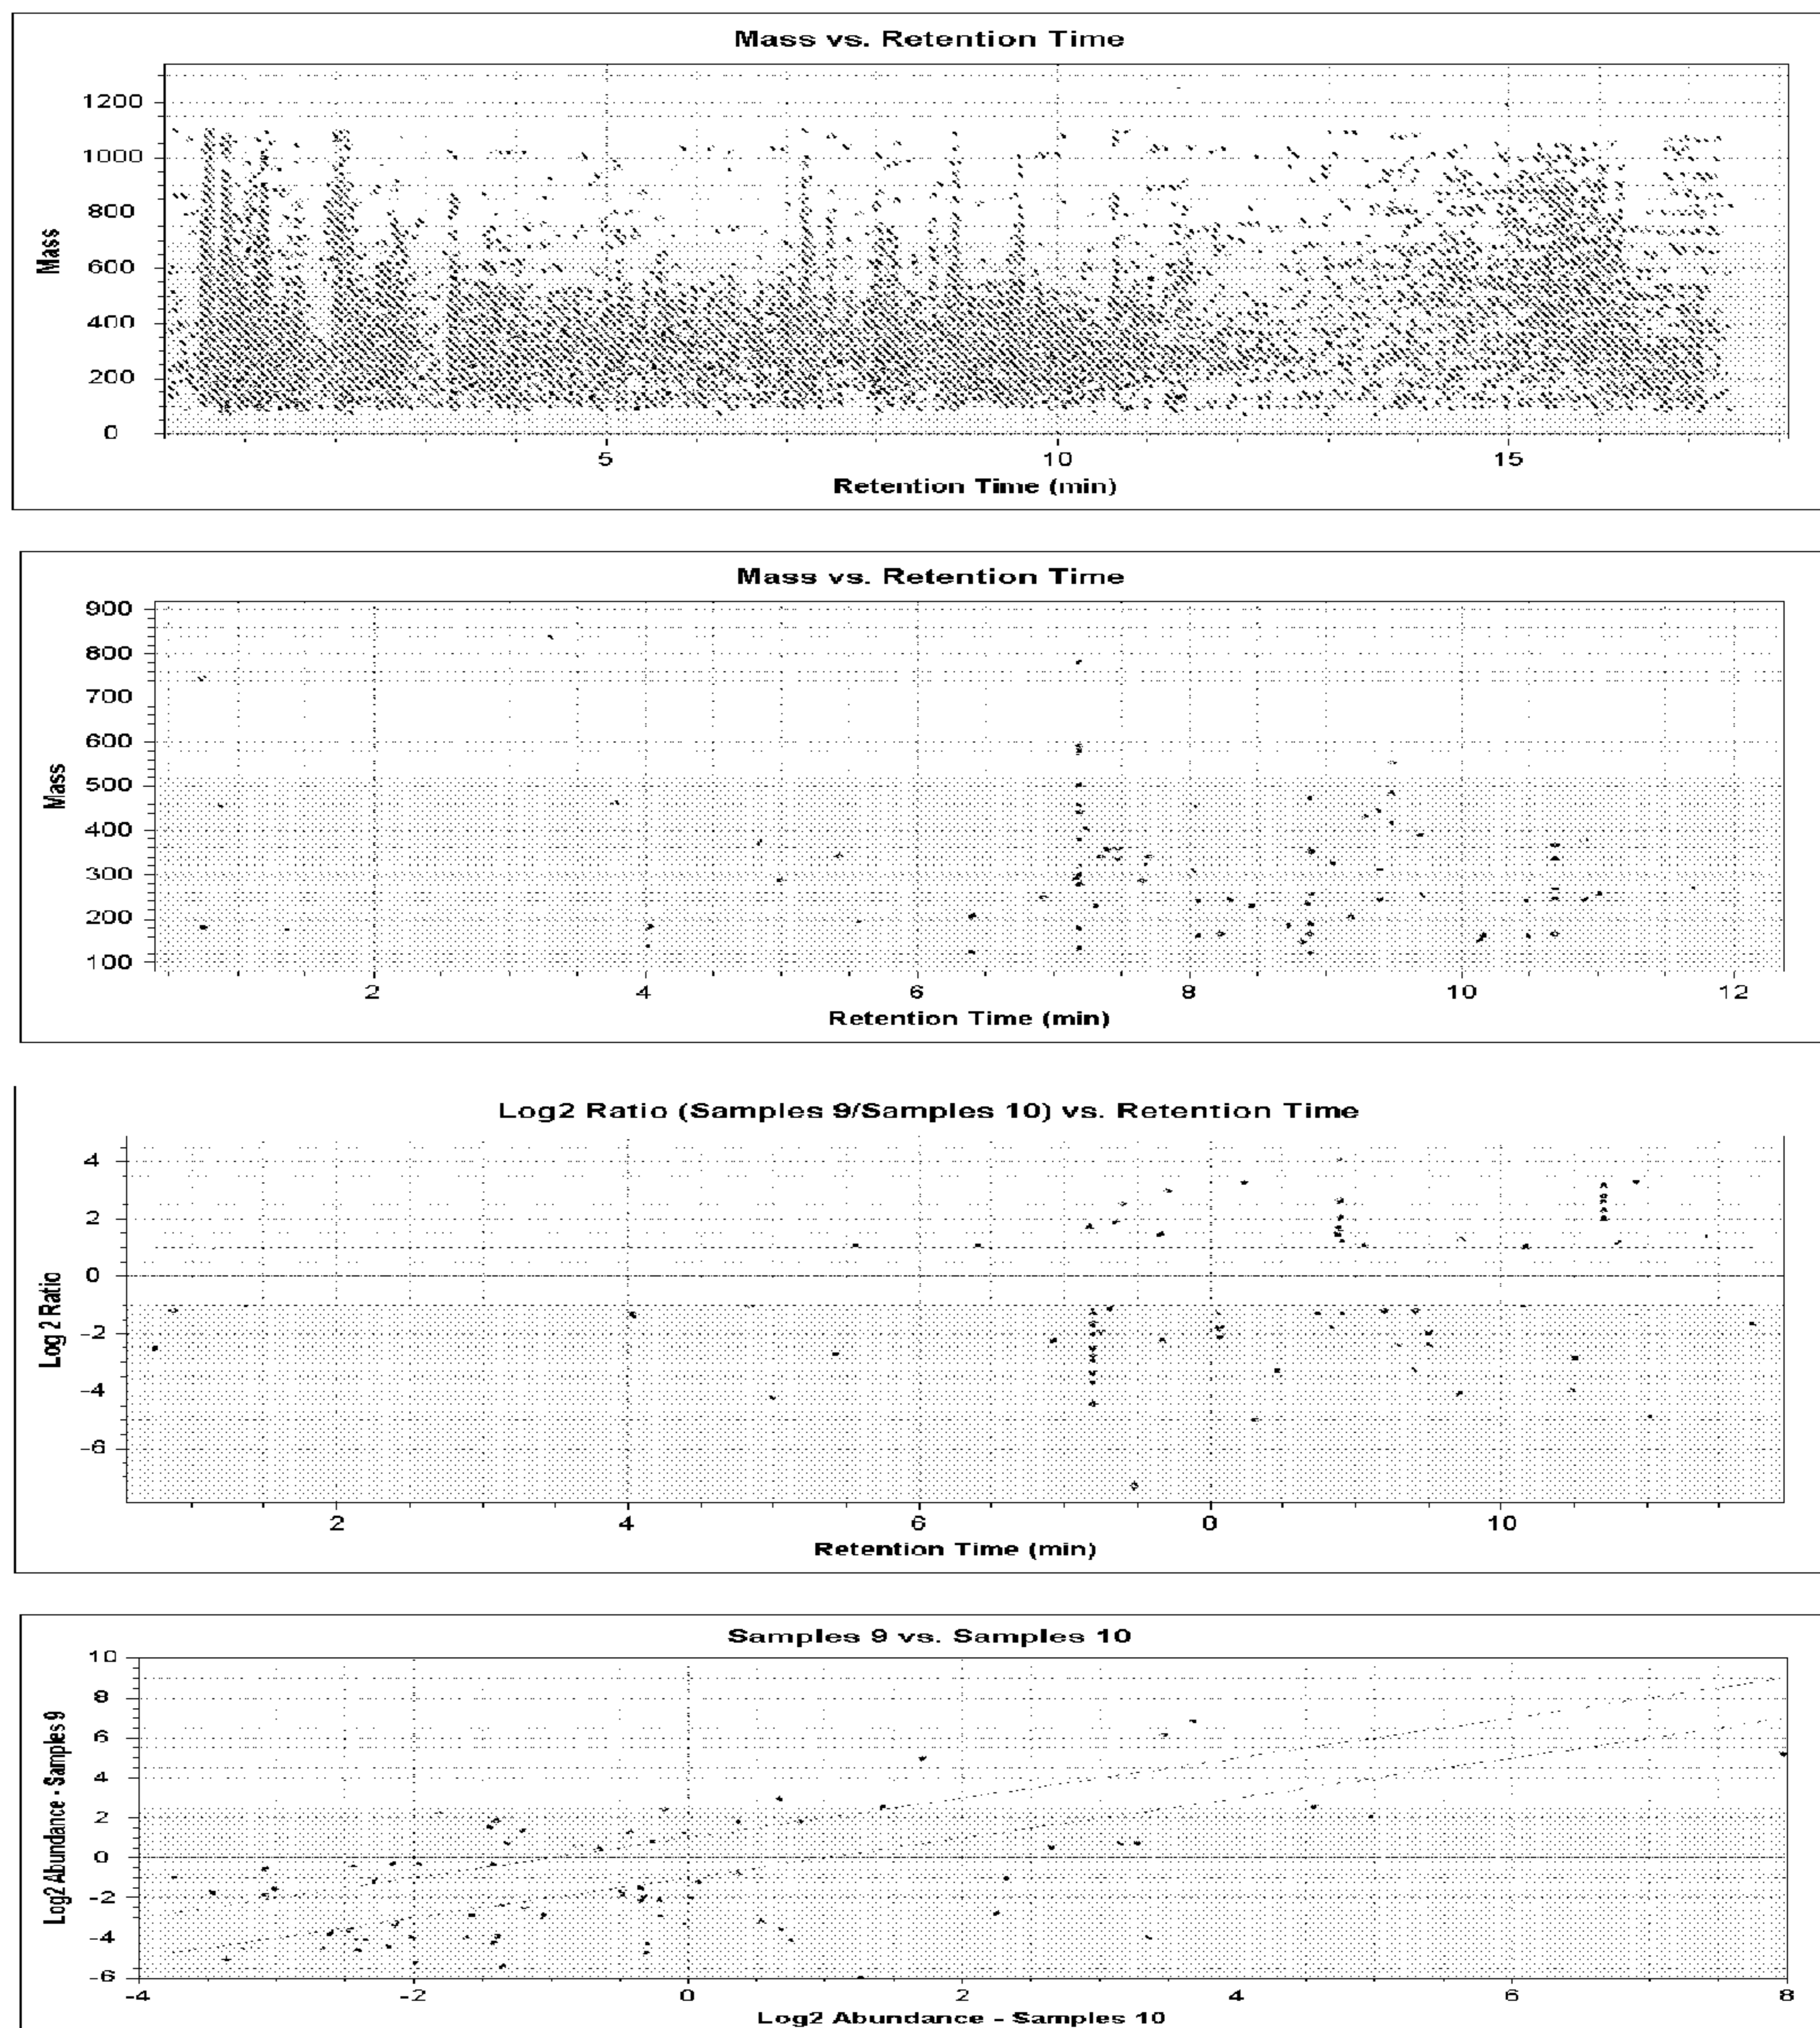 Mass vs. Retention Time
1200
1000
800
600
400
200
0
Mass
5 10 15
Retention Time (min)
Mass vs. Retention Time
900
800
700
600
500
400
300
200
100
Mass
2 4 6 8 10 12
Retention Time (min)
Log2 Ratio (Samples 9/Samples 10) vs. Retention Time
4
2
0
-2
-4
-6
Log 2 Ratio
2 4 6 0 10
Retention Time (min)
Samples 9 vs. Samples 10
10
8
6
4
2
0
-2
-4
-6
Log2 Abundance - Samples 9
-4 -2 0 2 4 6 8
Log2 Abundance - Samples 10